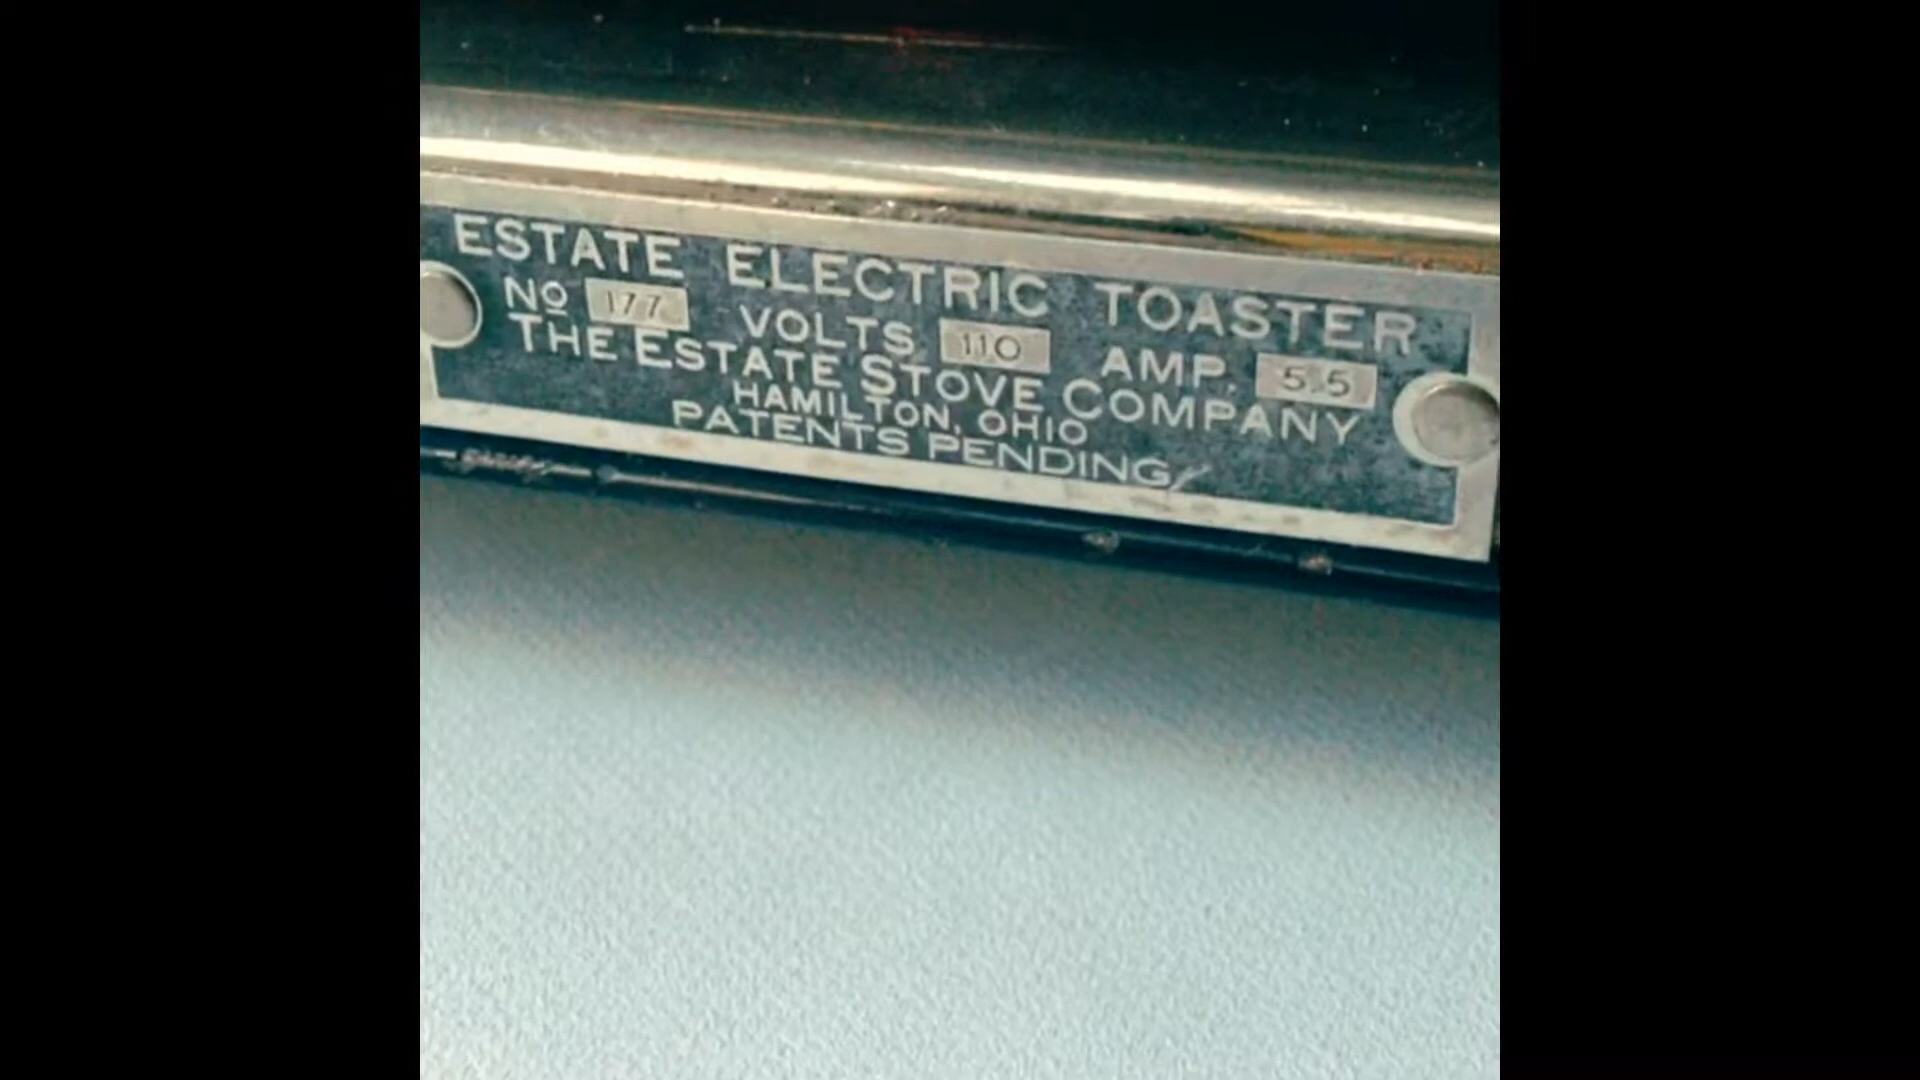 ESTATE ELECTRIC TOASTER
Nº 177 VOLTS 110 AMP. 5.5
THE ESTATE STOVE COMPANY
HAMILTON, OHIO
PATENTS PENDING